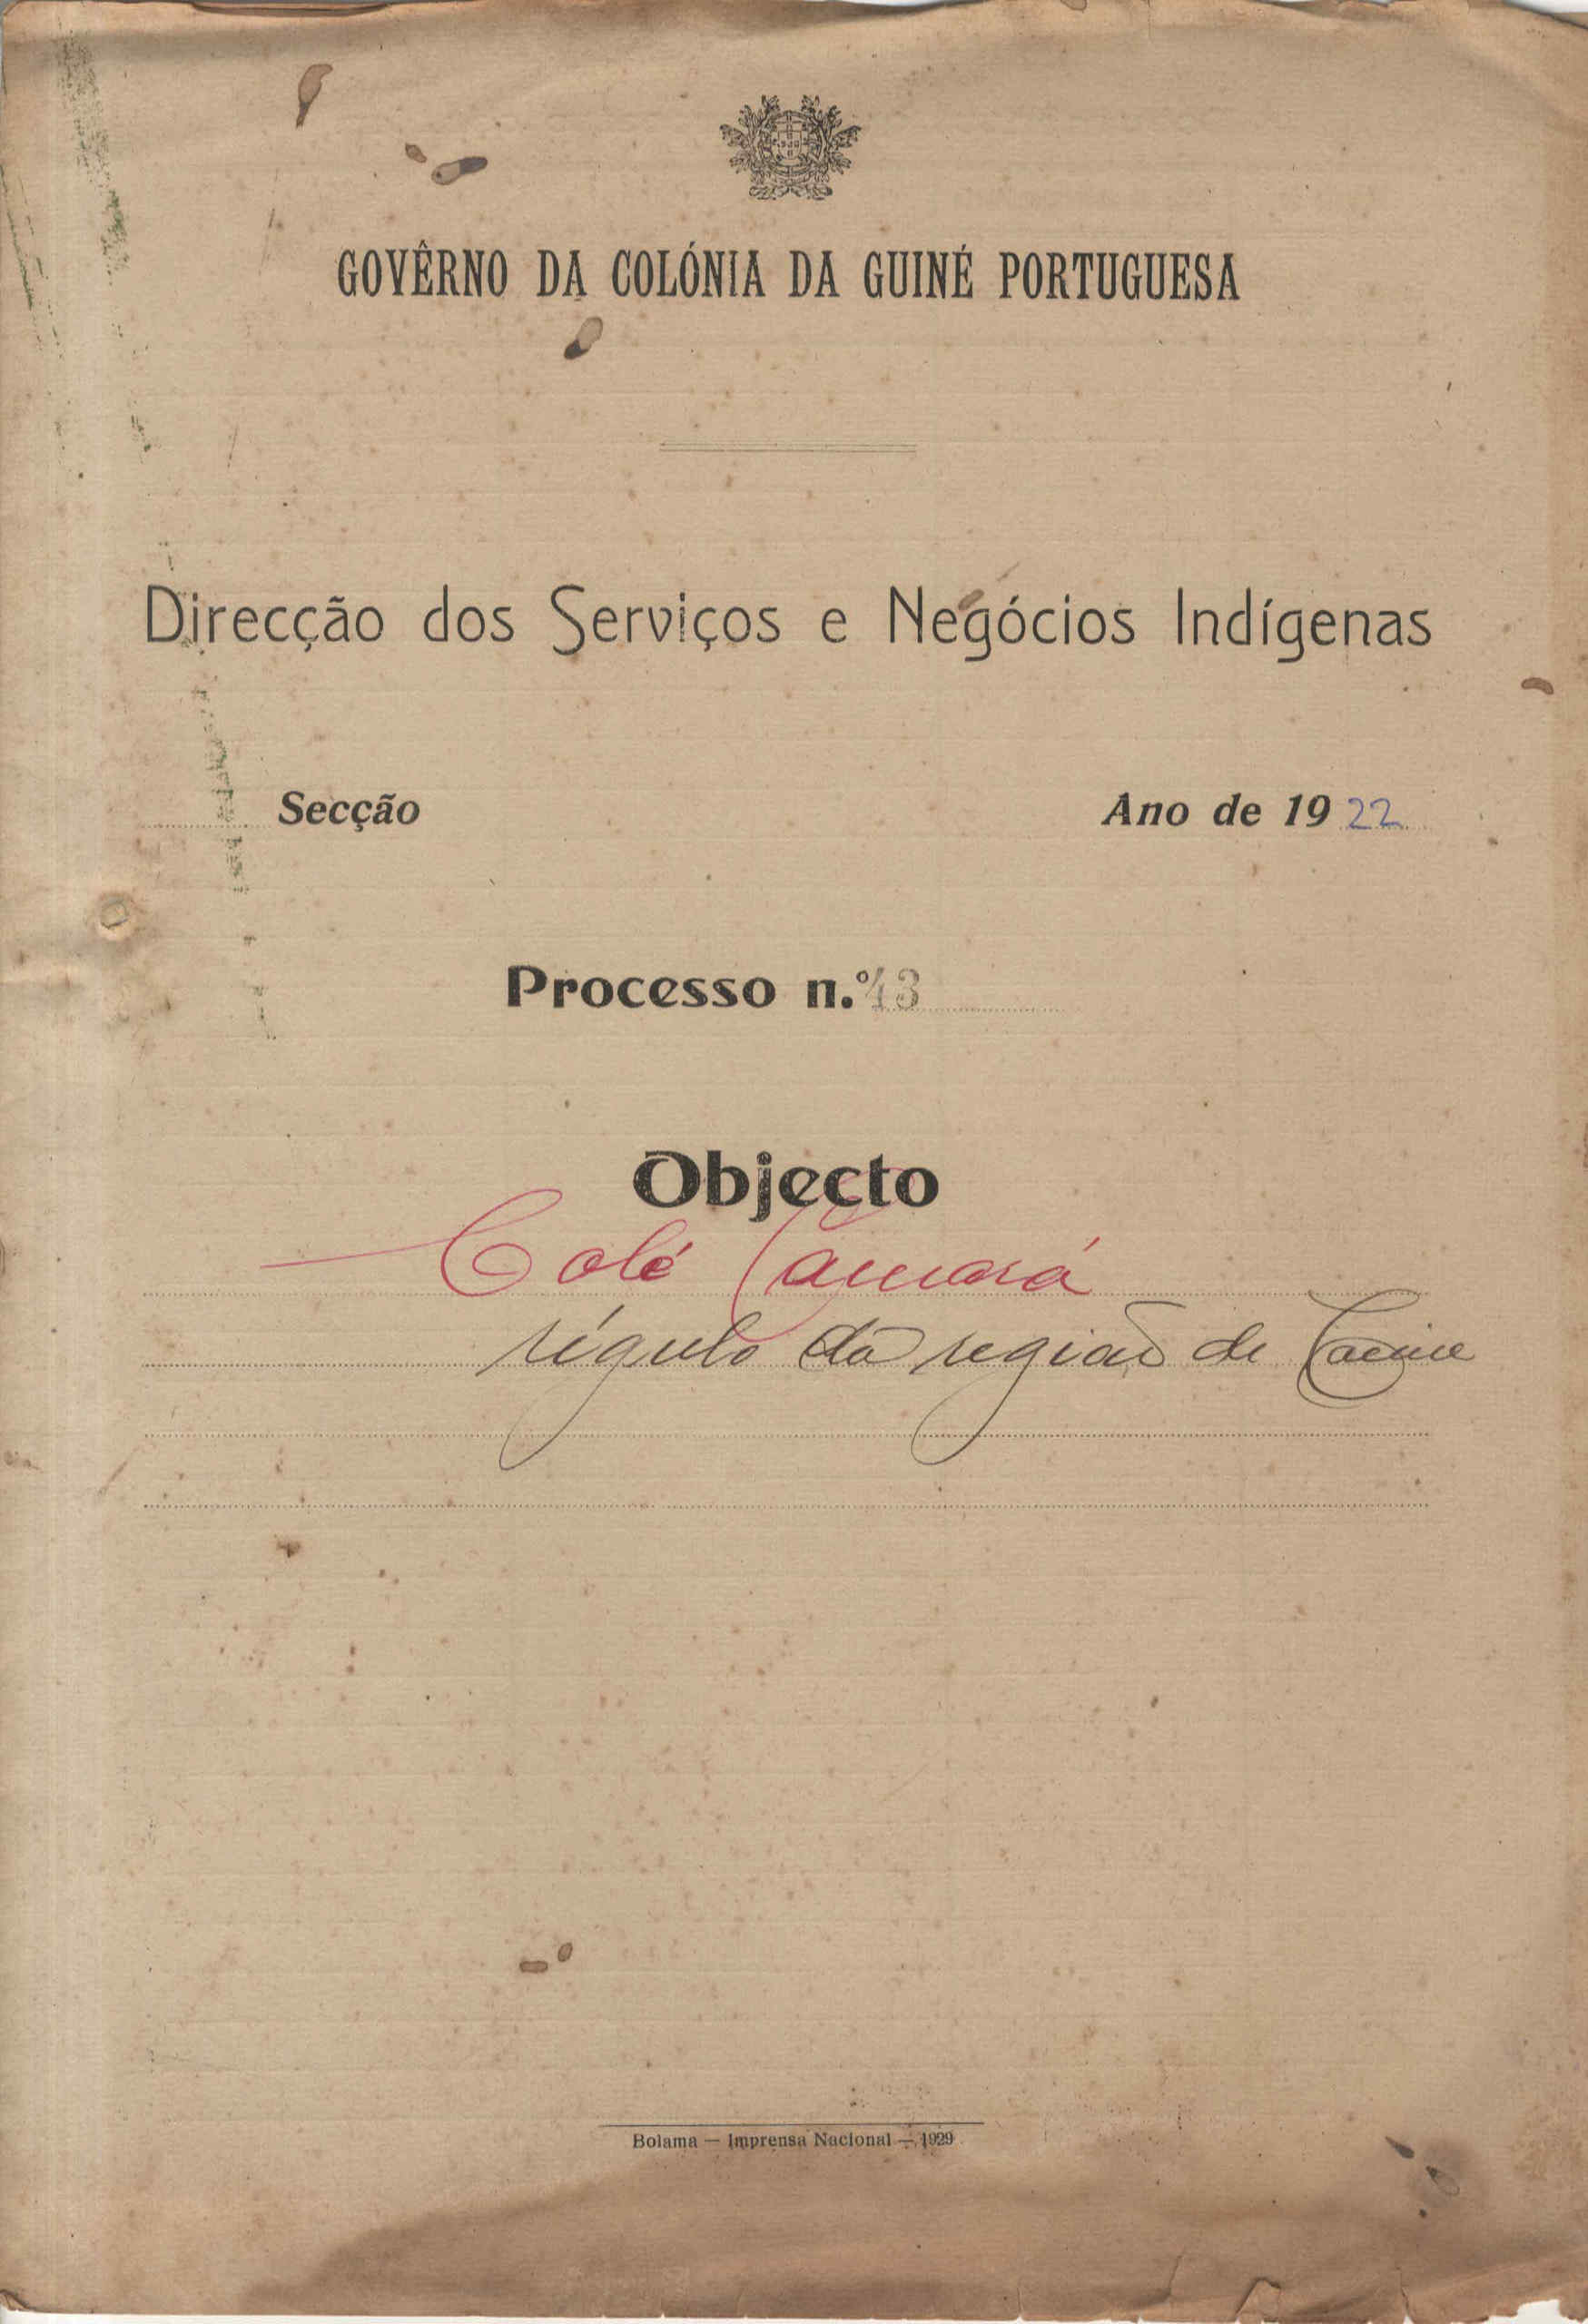 GOVÊRNO DA COLÓNIA DA GUINÉ PORTUGUESA
Direcção dos Serviços e Negócios Indígenas
Secção
Ano de 1922
Processo n.º 43
Objecto
Colé Camará
régulo da região de Cacine
Bolama — Imprensa Nacional — 1929